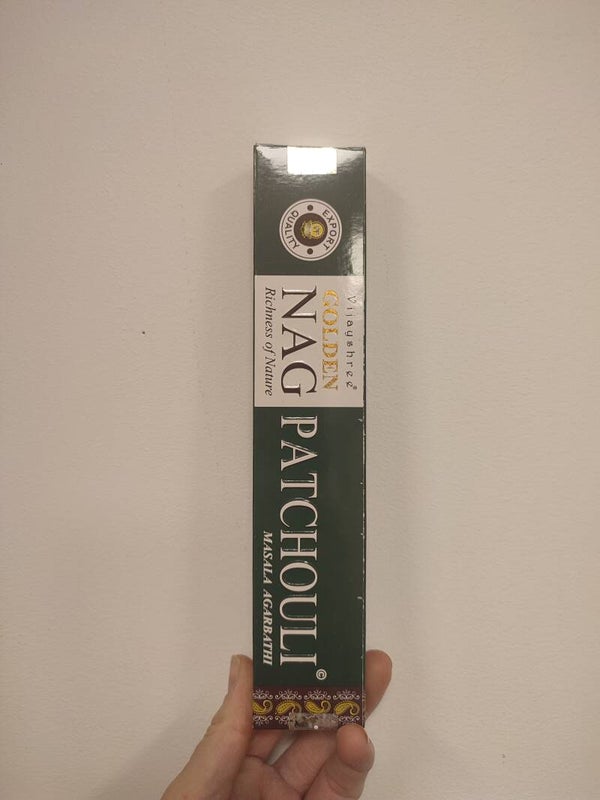 EXPORT
QUALITY
Vijayshree®
GOLDEN
NAG
Richness of Nature
PATCHOULI©
MASALA AGARBATHI